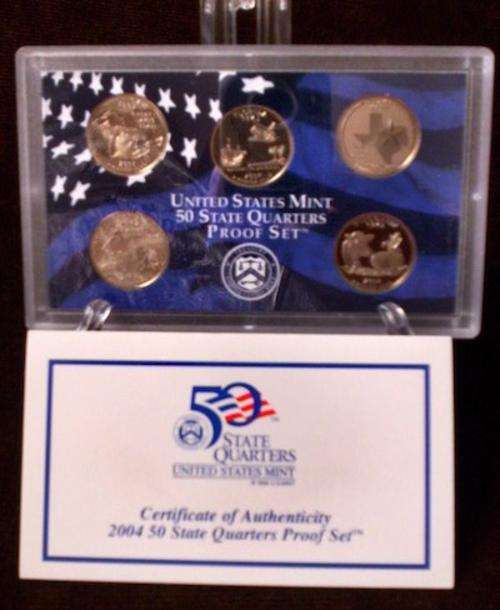 UNITED STATES MINT
50 STATE QUARTERS
PROOF SET™
50
STATE
QUARTERS
UNITED STATES MINT
Certificate of Authenticity
2004 50 State Quarters Proof Set™